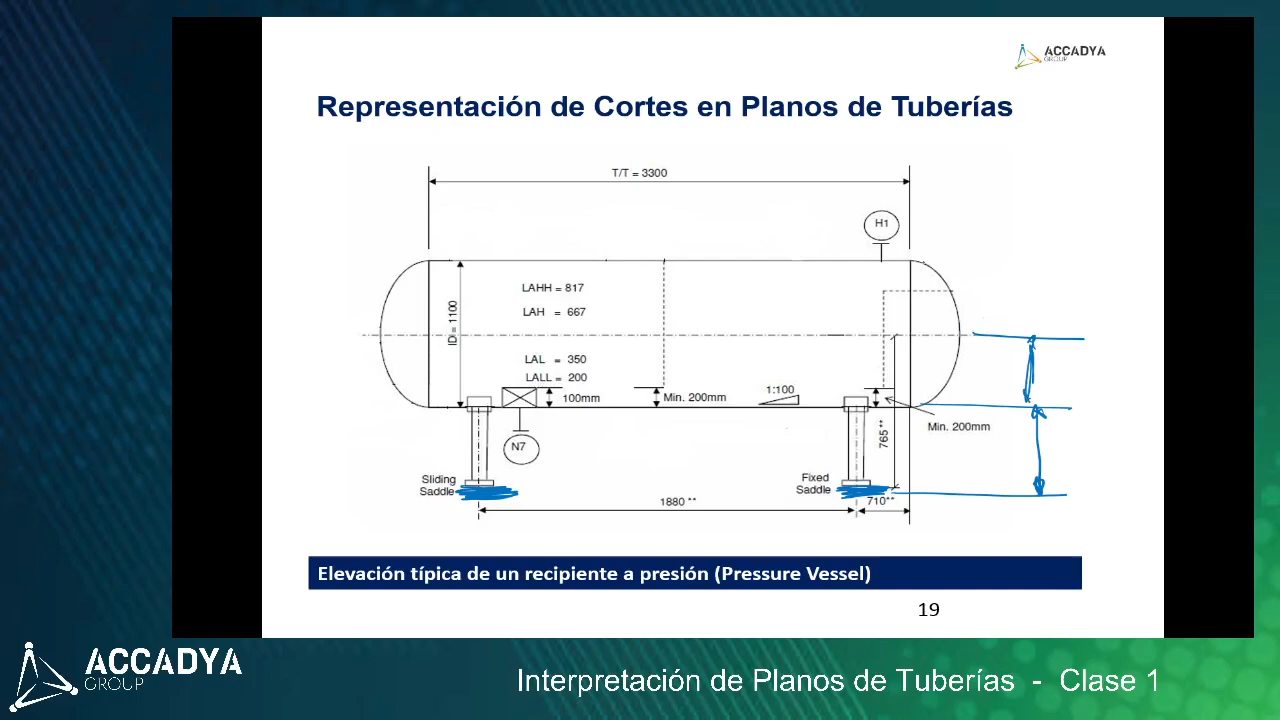 ACCADYA
GROUP
Representación de Cortes en Planos de Tuberías
T/T = 3300
H1
ID = 1100
LAHH = 817
LAH = 667
LAL = 350
LALL = 200
100mm
Min. 200mm
1:100
N7
765**
Min. 200mm
Sliding
Saddle
Fixed
Saddle
1880 **
710**
Elevación típica de un recipiente a presión (Pressure Vessel)
19
ACCADYA
GROUP
Interpretación de Planos de Tuberías - Clase 1